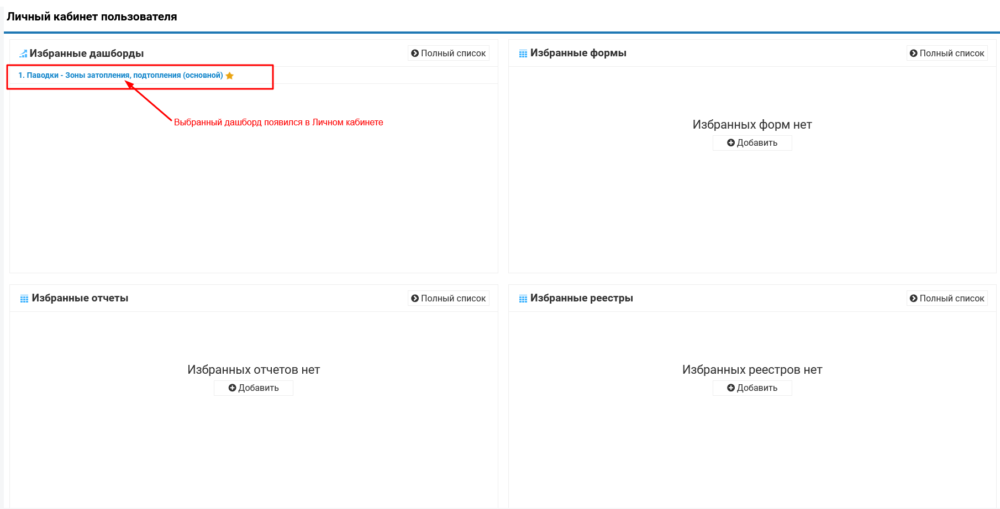 Личный кабинет пользователя
Избранные дашборды
Полный список
1. Паводки - Зоны затопления, подтопления (основной)
Выбранный дашборд появился в Личном кабинете
Избранные формы
Полный список
Избранных форм нет
Добавить
Избранные отчеты
Полный список
Избранных отчетов нет
Добавить
Избранные реестры
Полный список
Избранных реестров нет
Добавить